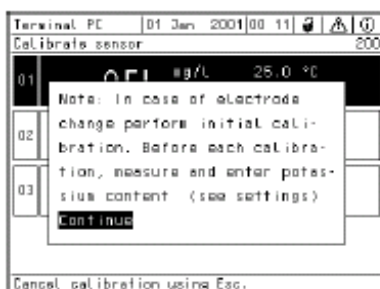 Terminal PC 01 Jan 2001 00 11
Calibrate sensor 200
01 mg/l 25.0 °C
Note: In case of electrode
change perform initial cali-
bration. Before each calibra-
tion, measure and enter potas-
sium content (see settings)
02
03
Continue
Cancel calibration using Esc.